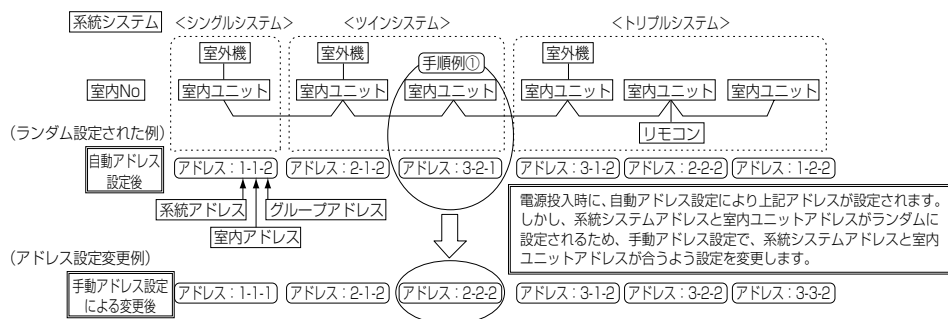 系統システム <シングルシステム> <ツインシステム> <トリプルシステム>
室外機 室外機 手順例① 室外機
室内No 室内ユニット 室内ユニット 室内ユニット 室内ユニット 室内ユニット 室内ユニット
リモコン
(ランダム設定された例)
自動アドレス
設定後
アドレス：1-1-2 アドレス：2-1-2 アドレス：3-2-1 アドレス：3-1-2 アドレス：2-2-2 アドレス：1-2-2
系統アドレス グループアドレス
室内アドレス
電源投入時に、自動アドレス設定により上記アドレスが設定されます。
しかし、系統システムアドレスと室内ユニットアドレスがランダムに
設定されるため、手動アドレス設定で、系統システムアドレスと室内
ユニットアドレスが合うよう設定を変更します。
(アドレス設定変更例)
手動アドレス設定
による変更後
アドレス：1-1-1 アドレス：2-1-2 アドレス：2-2-2 アドレス：3-1-2 アドレス：3-2-2 アドレス：3-3-2